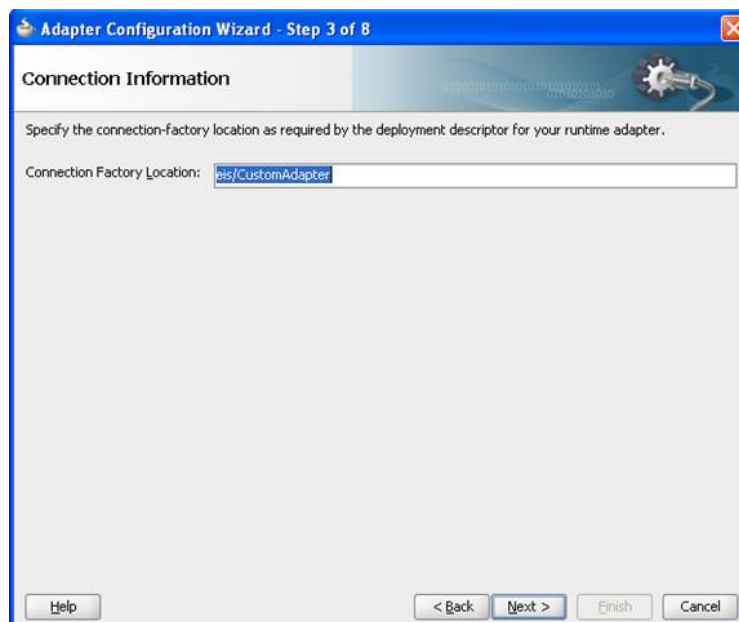 Adapter Configuration Wizard - Step 3 of 8
Connection Information
Specify the connection-factory location as required by the deployment descriptor for your runtime adapter.
Connection Factory Location: eis/CustomAdapter
Help < Back Next > Finish Cancel